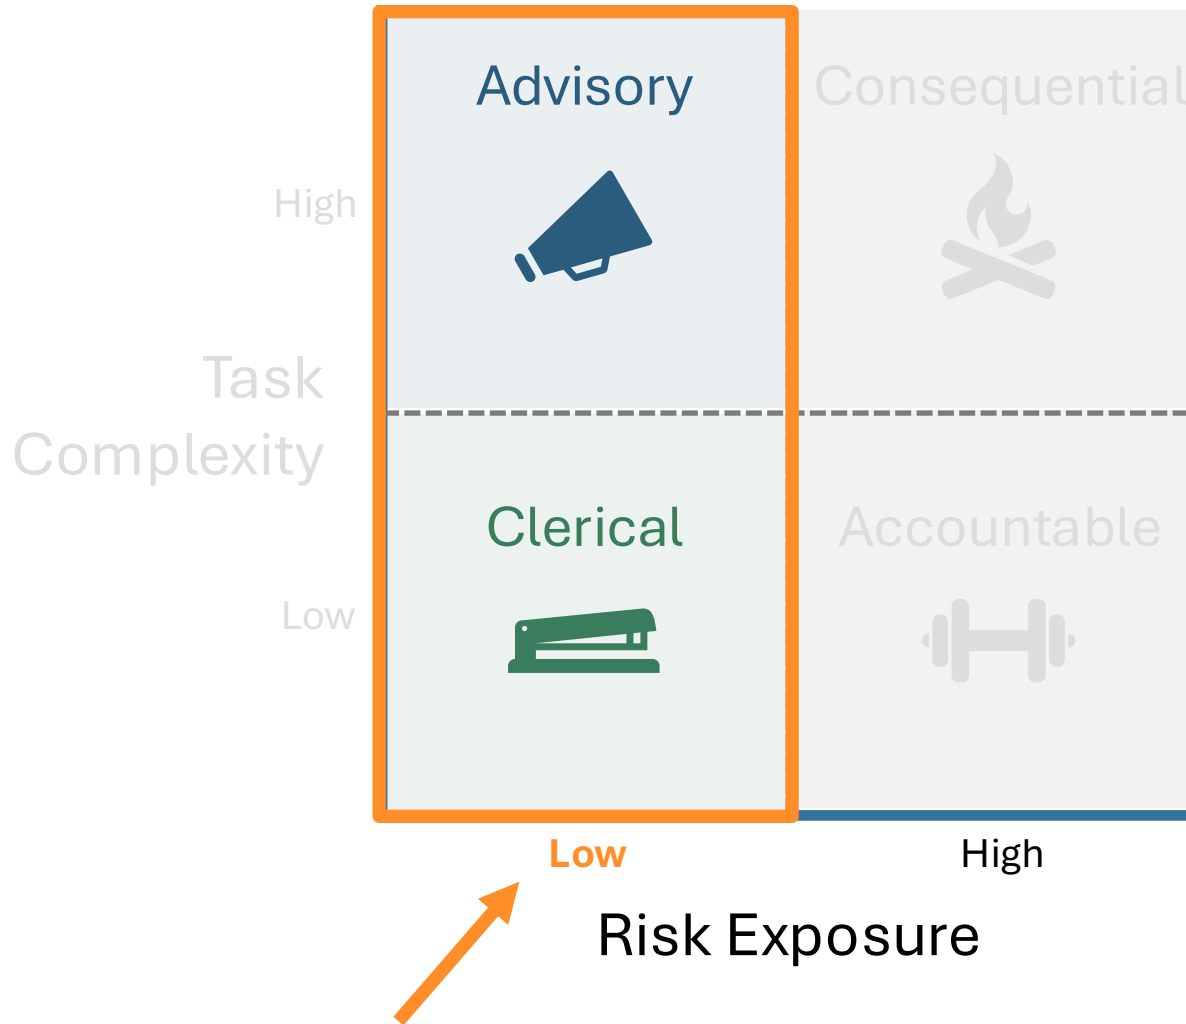 Advisory
Consequential
High
Task
Complexity
Clerical
Accountable
Low
Low
High
Risk Exposure